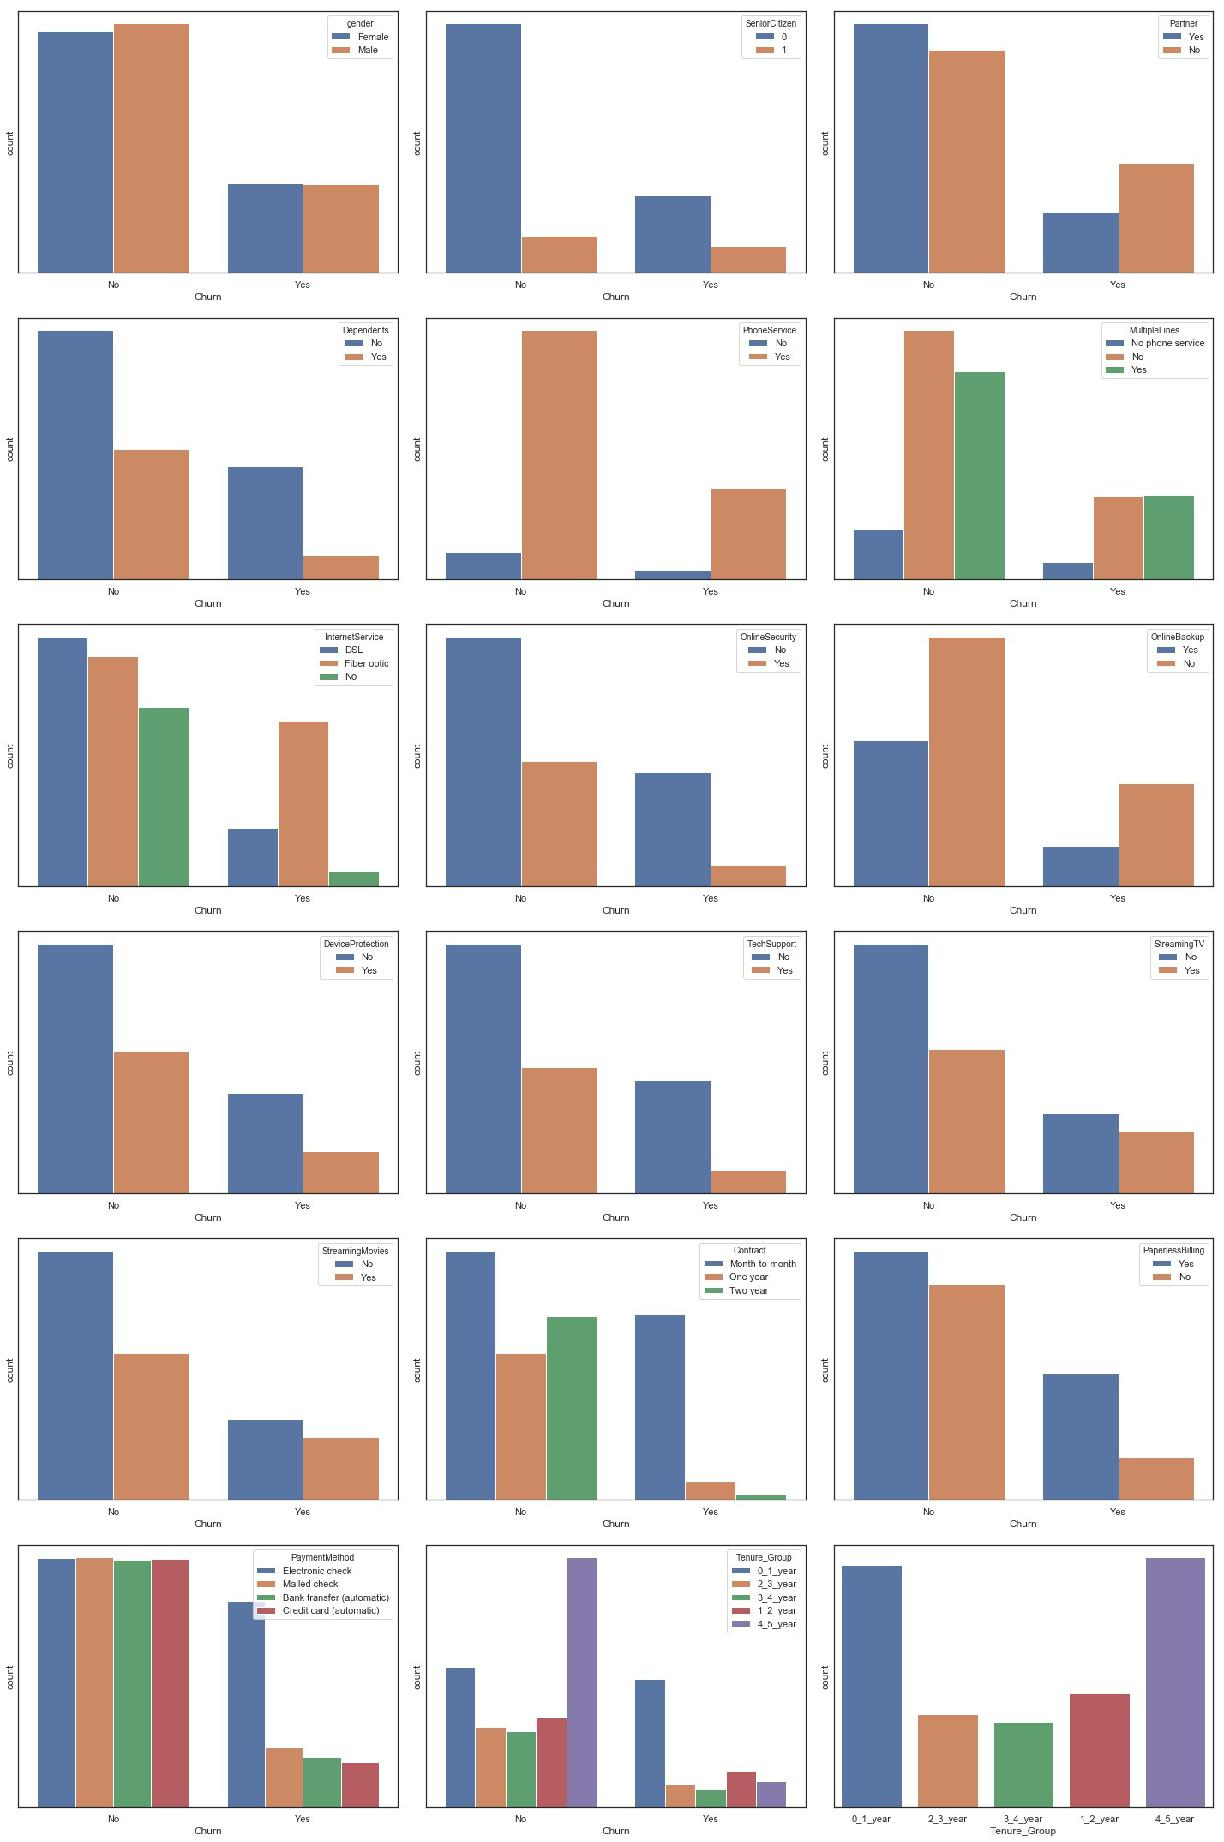 gender
Female
Male
count
No Yes
Churn
SeniorCitizen
0
1
count
No Yes
Churn
Partner
Yes
No
count
No Yes
Churn
Dependents
No
Yes
count
No Yes
Churn
PhoneService
No
Yes
count
No Yes
Churn
MultipleLines
No phone service
No
Yes
count
No Yes
Churn
InternetService
DSL
Fiber optic
No
count
No Yes
Churn
OnlineSecurity
No
Yes
count
No Yes
Churn
OnlineBackup
Yes
No
count
No Yes
Churn
DeviceProtection
No
Yes
count
No Yes
Churn
TechSupport
No
Yes
count
No Yes
Churn
StreamingTV
No
Yes
count
No Yes
Churn
StreamingMovies
No
Yes
count
No Yes
Churn
Contract
Month-to-month
One year
Two year
count
No Yes
Churn
PaperlessBilling
Yes
No
count
No Yes
Churn
PaymentMethod
Electronic check
Mailed check
Bank transfer (automatic)
Credit card (automatic)
count
No Yes
Churn
Tenure_Group
0_1_year
2_3_year
3_4_year
1_2_year
4_5_year
count
No Yes
Churn
count
0_1_year 2_3_year 3_4_year 1_2_year 4_5_year
Tenure_Group